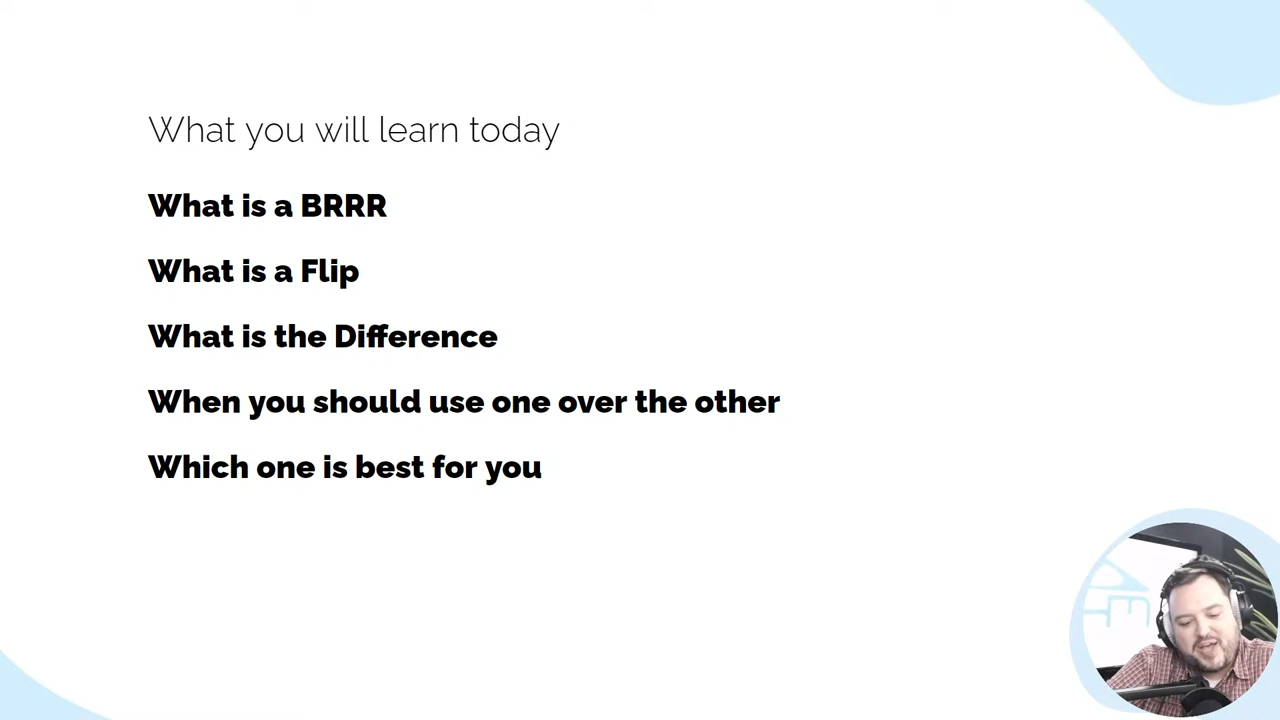 What you will learn today
What is a BRRR
What is a Flip
What is the Difference
When you should use one over the other
Which one is best for you